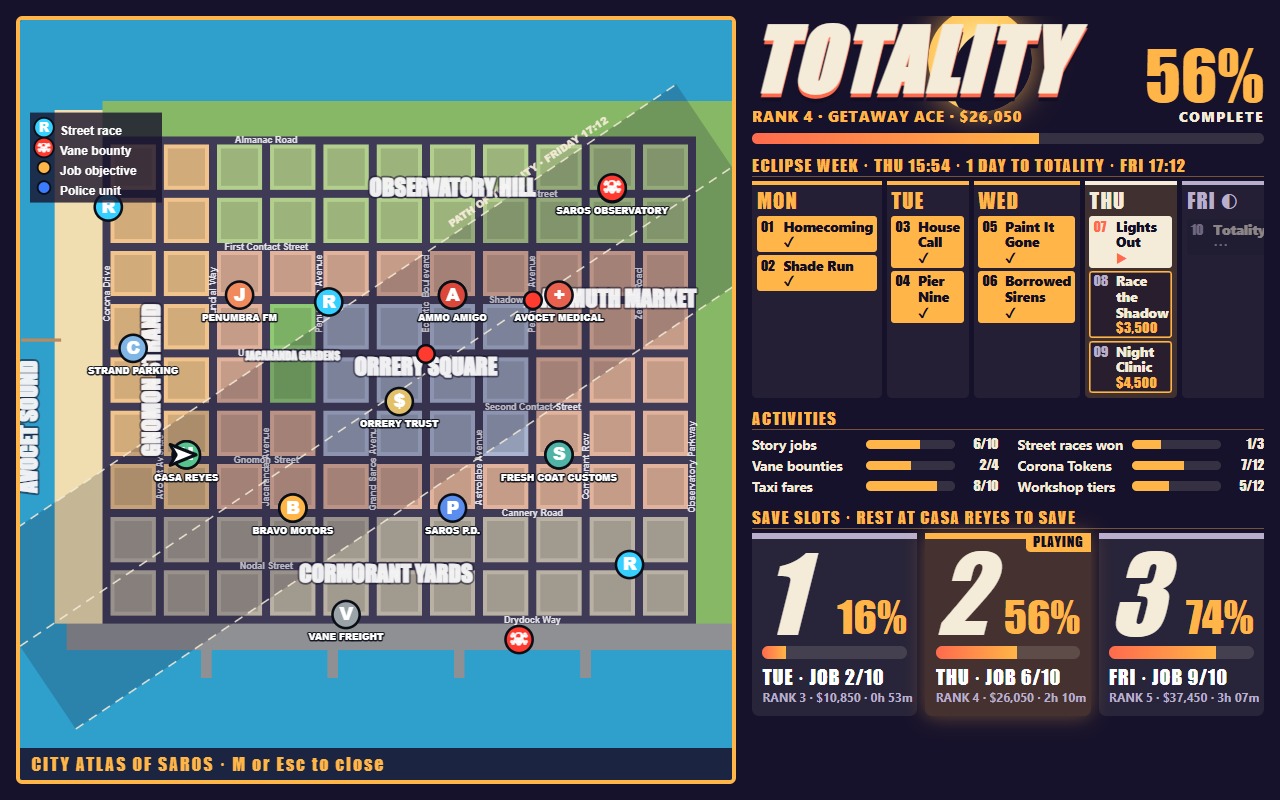 R Street race
Vane bounty
Job objective
Police unit
R
Almanac Road
PATH OF TOTALITY · FRIDAY 17:12
OBSERVATORY HILL
SAROS OBSERVATORY
First Contact Street
Corona Drive
J
PENUMBRA FM
R
A
AMMO AMIGO
Shadow
+
AVOCET MEDICAL
AZIMUTH MARKET
C
STRAND PARKING
GNOMON STRAND
JACARANDA GARDENS
ORRERY SQUARE
AVOCET SOUND
$
ORRERY TRUST
Second Contact Street
CASA REYES
Gnomon Street
Jacaranda Avenue
Grand Saros Avenue
Astrolabe Avenue
S
FRESH COAT CUSTOMS
Cormorant Row
Observatory Parkway
B
BRAVO MOTORS
P
SAROS P.D.
Cannery Road
Nodal Street
CORMORANT YARDS
R
V
VANE FREIGHT
Drydock Way
CITY ATLAS OF SAROS · M or Esc to close
TOTALITY
56%
COMPLETE
RANK 4 · GETAWAY ACE · $26,050
ECLIPSE WEEK · THU 15:54 · 1 DAY TO TOTALITY · FRI 17:12
MON
01 Homecoming
✓
02 Shade Run
✓
TUE
03 House
Call
✓
04 Pier
Nine
✓
WED
05 Paint It
Gone
✓
06 Borrowed
Sirens
✓
THU
07 Lights
Out
▶
08 Race
the
Shadow
$3,500
09 Night
Clinic
$4,500
FRI
10 Totality
...
ACTIVITIES
Story jobs 6/10
Street races won 1/3
Vane bounties 2/4
Corona Tokens 7/12
Taxi fares 8/10
Workshop tiers 5/12
SAVE SLOTS · REST AT CASA REYES TO SAVE
1
16%
TUE · JOB 2/10
RANK 3 · $10,850 · 0h 53m
PLAYING
2
56%
THU · JOB 6/10
RANK 4 · $26,050 · 2h 10m
3
74%
FRI · JOB 9/10
RANK 5 · $37,450 · 3h 07m